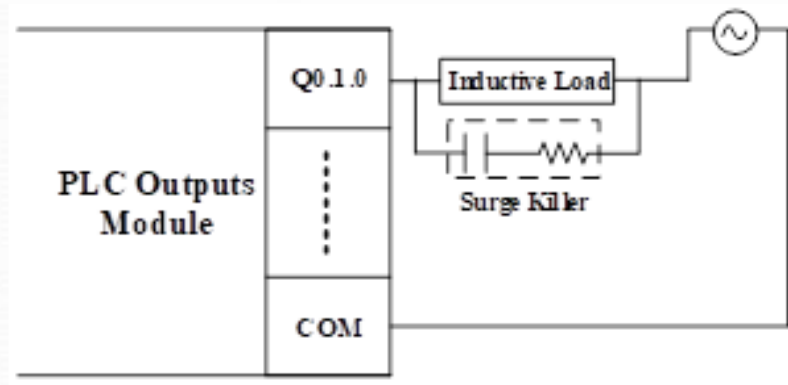 Q0.1.0
Inductive Load
PLC Outputs
Module
Surge Killer
COM